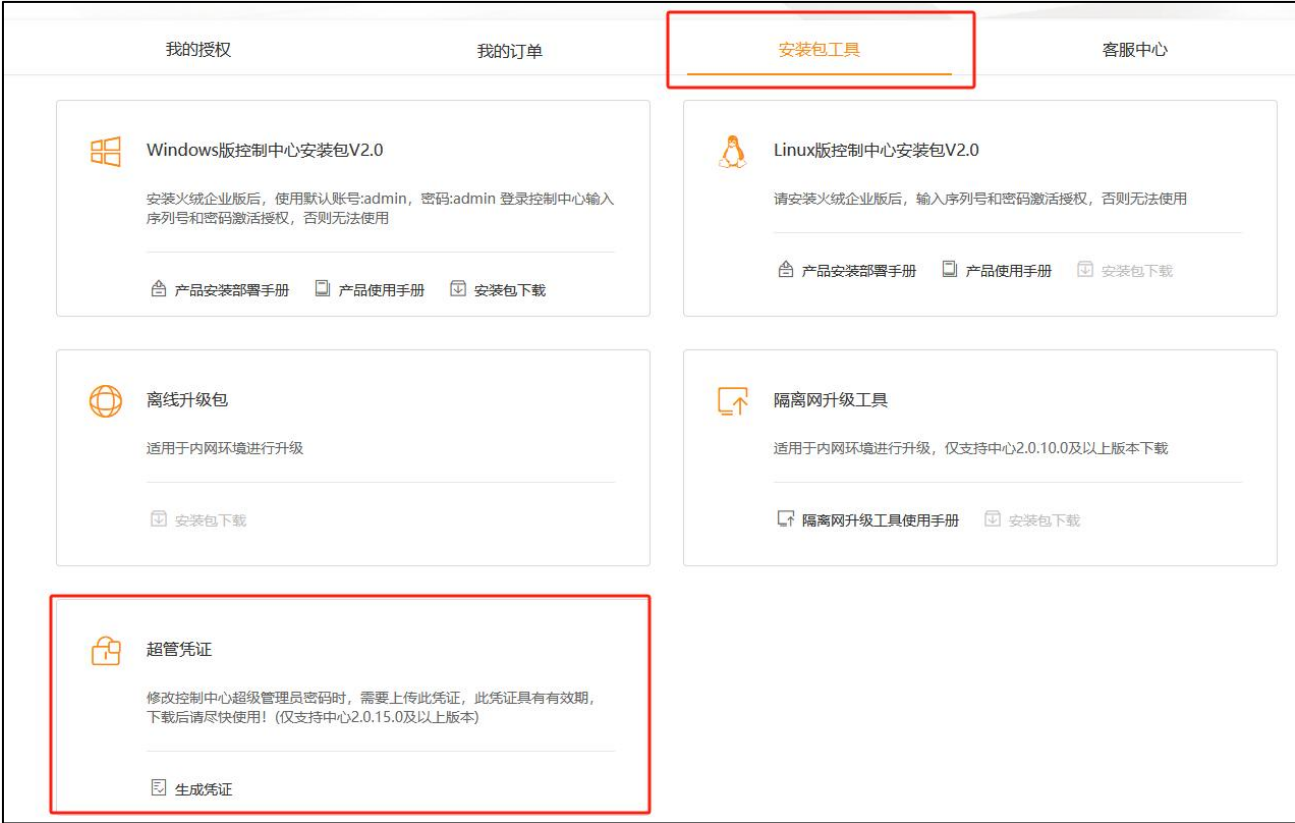 我的授权
我的订单
安装包工具
客服中心
Windows版控制中心安装包V2.0
安装火绒企业版后，使用默认账号:admin，密码:admin 登录控制中心输入
序列号和密码激活授权，否则无法使用
产品安装部署手册
产品使用手册
安装包下载
Linux版控制中心安装包V2.0
请安装火绒企业版后，输入序列号和密码激活授权，否则无法使用
产品安装部署手册
产品使用手册
安装包下载
离线升级包
适用于内网环境进行升级
安装包下载
隔离网升级工具
适用于内网环境进行升级，仅支持中心2.0.10.0及以上版本下载
隔离网升级工具使用手册
安装包下载
超管凭证
修改控制中心超级管理员密码时，需要上传此凭证，此凭证具有有效期，
下载后请尽快使用！(仅支持中心2.0.15.0及以上版本)
生成凭证